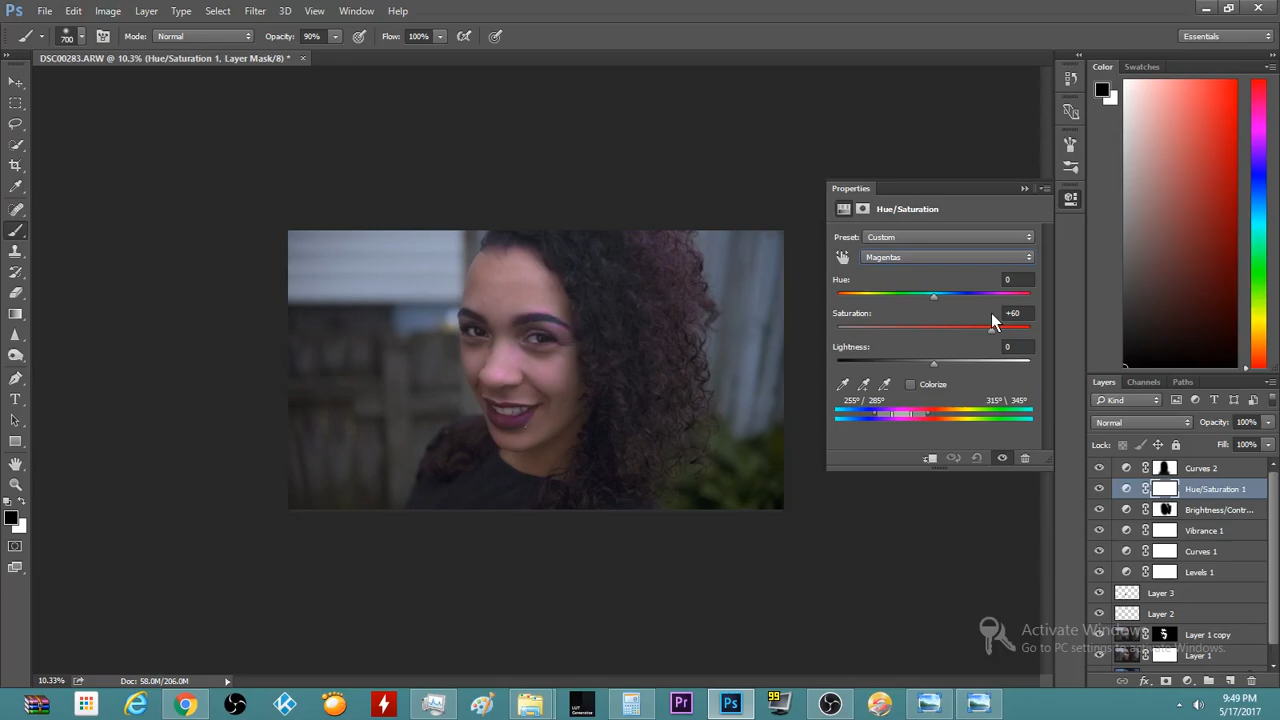 Ps File Edit Image Layer Type Select Filter 3D View Window Help
700 Mode: Normal Opacity: 90% Flow: 100% Essentials
DSC00283.ARW @ 10.3% (Hue/Saturation 1, Layer Mask/8) * ×
Color Swatches
Properties
Hue/Saturation
Preset: Custom
Magentas
Hue: 0
Saturation: +60
Lightness: 0
Colorize
255°/ 285° 315°\ 345°
Layers Channels Paths
Kind
Normal Opacity: 100%
Lock: Fill: 100%
Curves 2
Hue/Saturation 1
Brightness/Contr...
Vibrance 1
Curves 1
Levels 1
Layer 3
Layer 2
Layer 1 copy
Layer 1
Activate Windows
Go to PC settings to activate Windows.
10.33% Doc: 58.0M/206.0M
LUT Generator
Pr
Ps
99
9:49 PM
5/17/2017